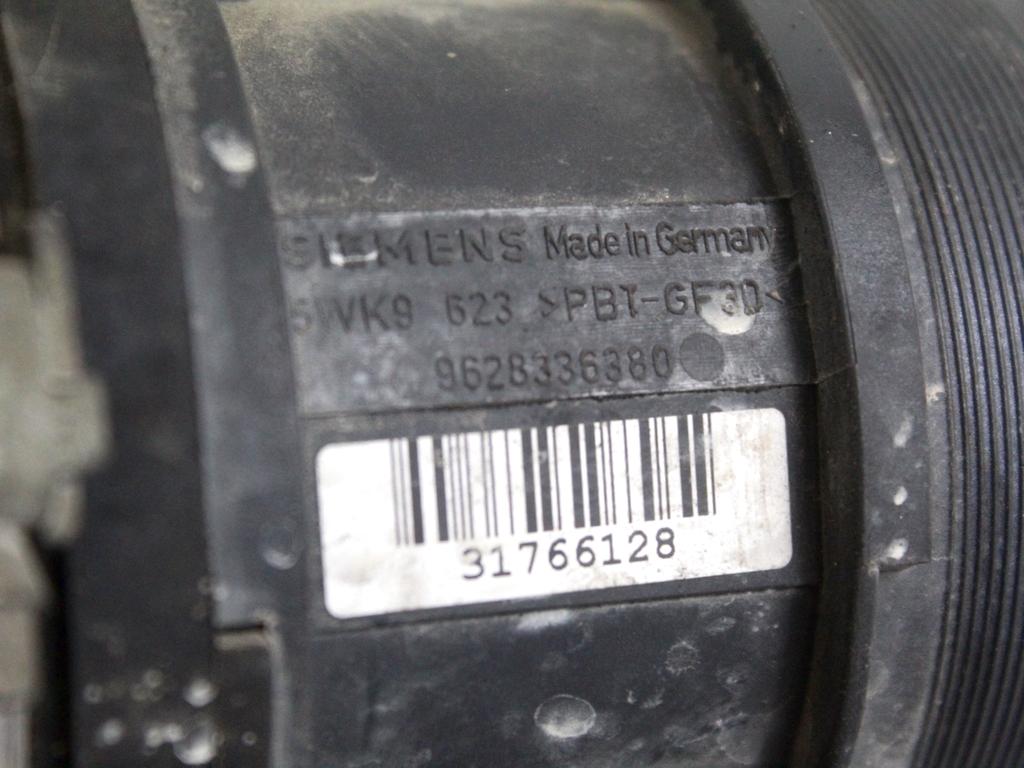 SIEMENS Made in Germany
5WK9 623 >PBT-GF30<
9628336380
31766128